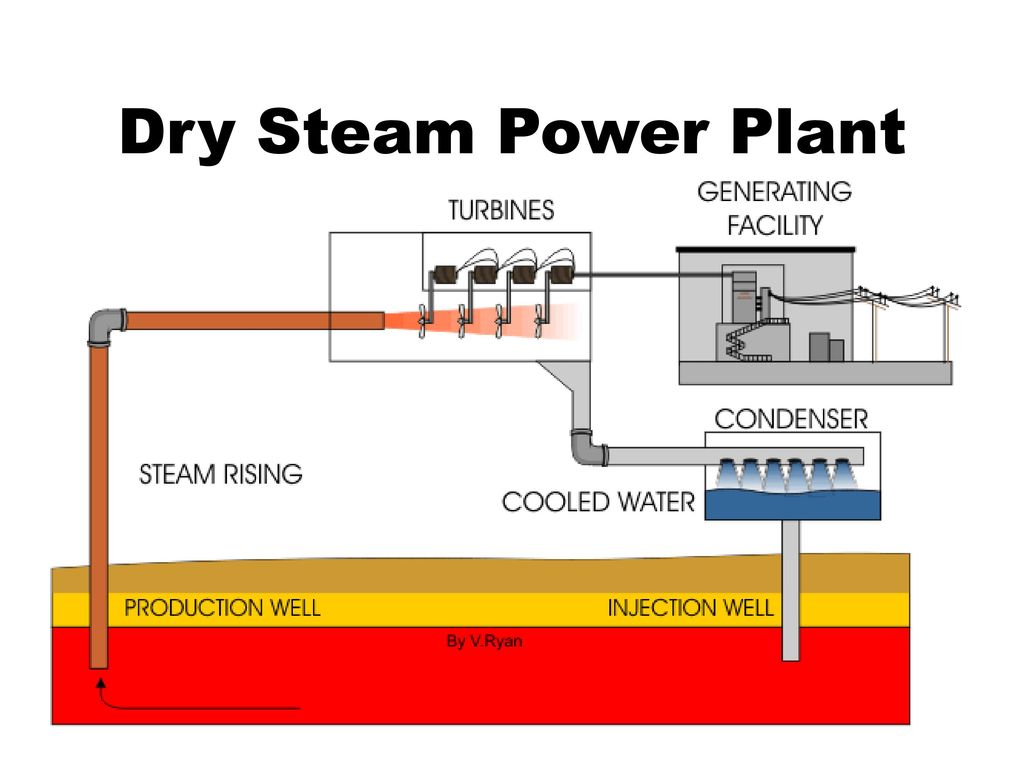 Dry Steam Power Plant
GENERATING
FACILITY
TURBINES
CONDENSER
STEAM RISING
COOLED WATER
PRODUCTION WELL
INJECTION WELL
By V.Ryan